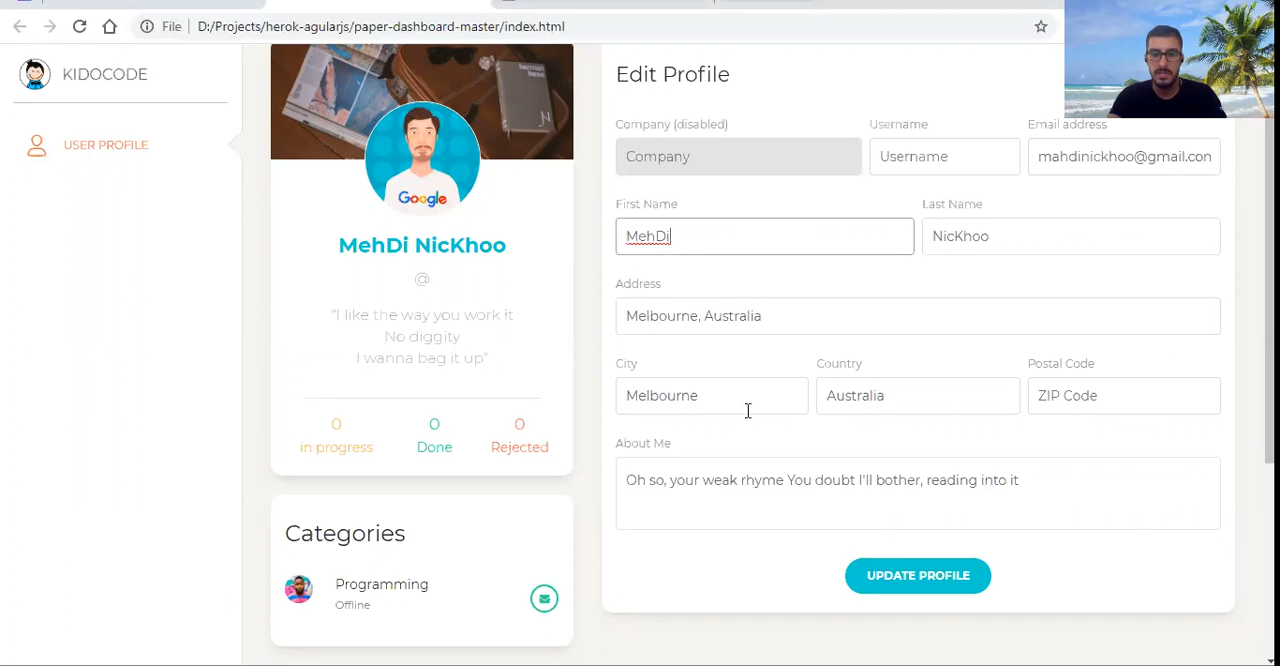 File
D:/Projects/herok-agularjs/paper-dashboard-master/index.html
KIDOCODE
USER PROFILE
Google
MehDi NicKhoo
@
"I like the way you work it
No diggity
I wanna bag it up"
0
in progress
0
Done
0
Rejected
Categories
Programming
Offline
Edit Profile
Company (disabled)
Company
Username
Username
Email address
mahdinickhoo@gmail.con
First Name
MehDi
Last Name
NicKhoo
Address
Melbourne, Australia
City
Melbourne
Country
Australia
Postal Code
ZIP Code
About Me
Oh so, your weak rhyme You doubt I'll bother, reading into it
UPDATE PROFILE